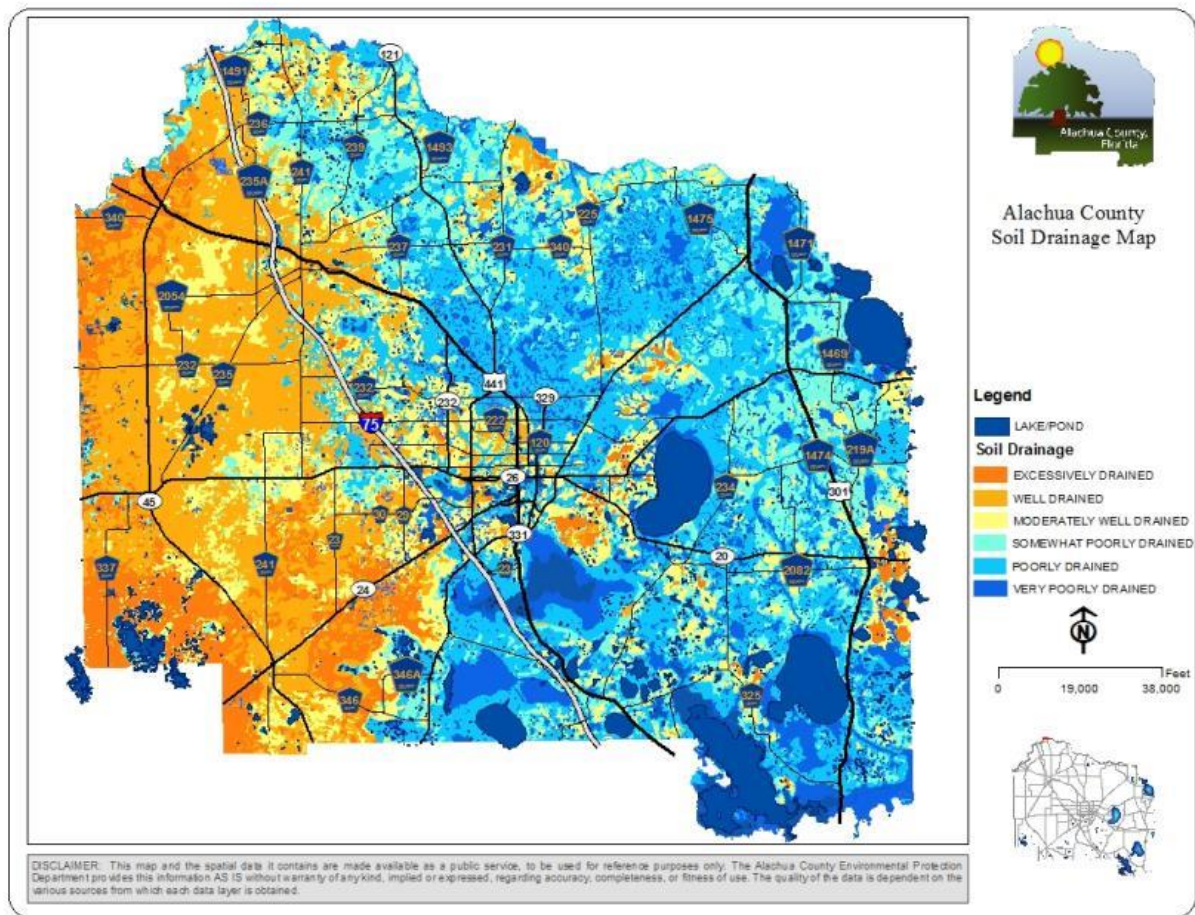 1491
236
121
239
1493
241
235A
340
225
1475
1471
237
231
340
2054
232
235
1469
232
232
441
329
222
75
120
1474
219A
26
45
234
301
23
331
337
241
24
20
2082
23
346A
346
325
Alachua County,
Florida
Alachua County
Soil Drainage Map
Legend
LAKE/POND
Soil Drainage
EXCESSIVELY DRAINED
WELL DRAINED
MODERATELY WELL DRAINED
SOMEWHAT POORLY DRAINED
POORLY DRAINED
VERY POORLY DRAINED
N
Feet
0 19,000 38,000
DISCLAIMER: This map and the spatial data it contains are made available as a public service, to be used for reference purposes only. The Alachua County Environmental Protection
Department provides this information AS IS without warranty of any kind, implied or expressed, regarding accuracy, completeness, or fitness of use. The quality of the data is dependent on the
various sources from which each data layer is obtained.